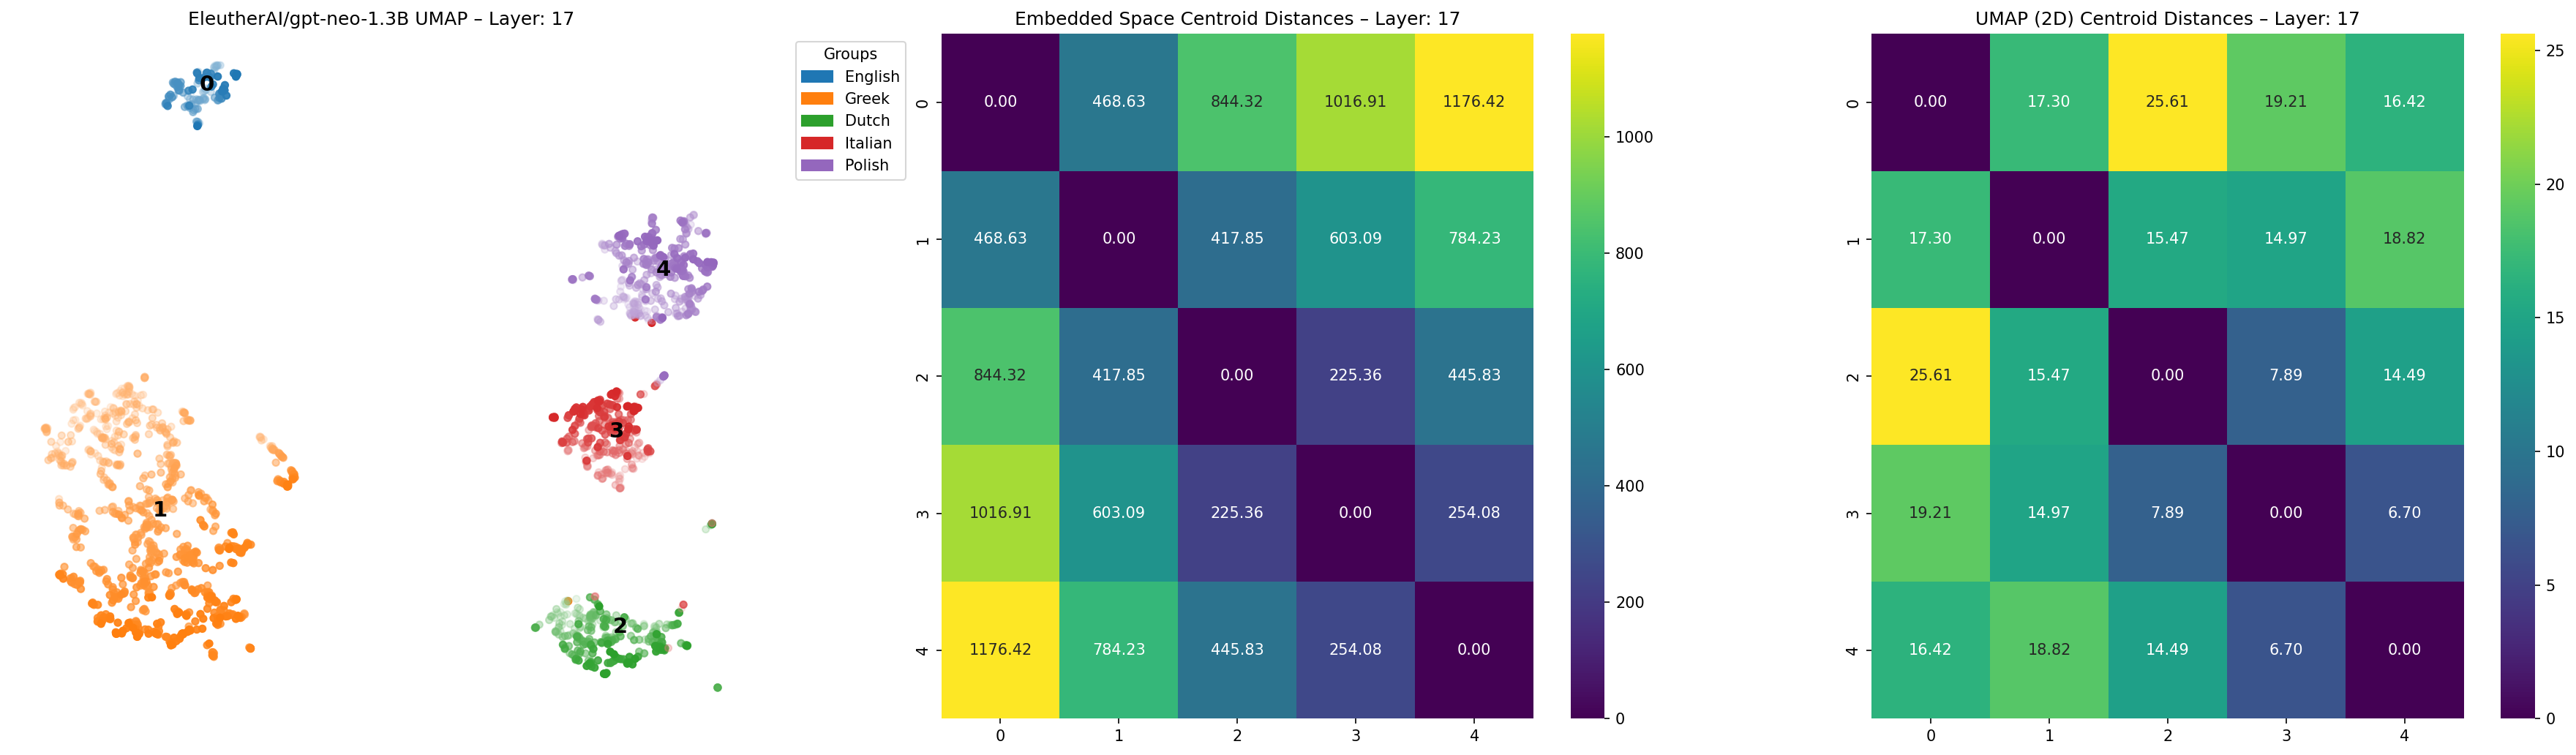 EleutherAI/gpt-neo-1.3B UMAP – Layer: 17
Groups
English
Greek
Dutch
Italian
Polish
0
4
3
1
2
Embedded Space Centroid Distances – Layer: 17
0 0.00 468.63 844.32 1016.91 1176.42
1 468.63 0.00 417.85 603.09 784.23
2 844.32 417.85 0.00 225.36 445.83
3 1016.91 603.09 225.36 0.00 254.08
4 1176.42 784.23 445.83 254.08 0.00
0 1 2 3 4
1000
800
600
400
200
0
UMAP (2D) Centroid Distances – Layer: 17
0 0.00 17.30 25.61 19.21 16.42
1 17.30 0.00 15.47 14.97 18.82
2 25.61 15.47 0.00 7.89 14.49
3 19.21 14.97 7.89 0.00 6.70
4 16.42 18.82 14.49 6.70 0.00
0 1 2 3 4
25
20
15
10
5
0